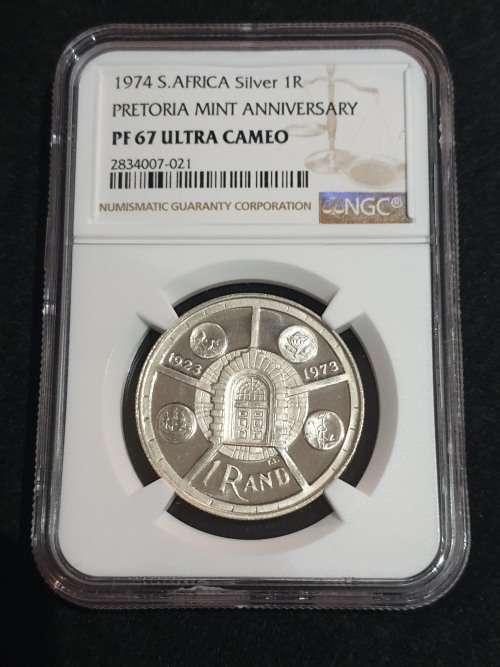 1974 S.AFRICA Silver 1R
PRETORIA MINT ANNIVERSARY
PF 67 ULTRA CAMEO
2834007-021
NUMISMATIC GUARANTY CORPORATION
NGC®
1923
1973
1 RAND